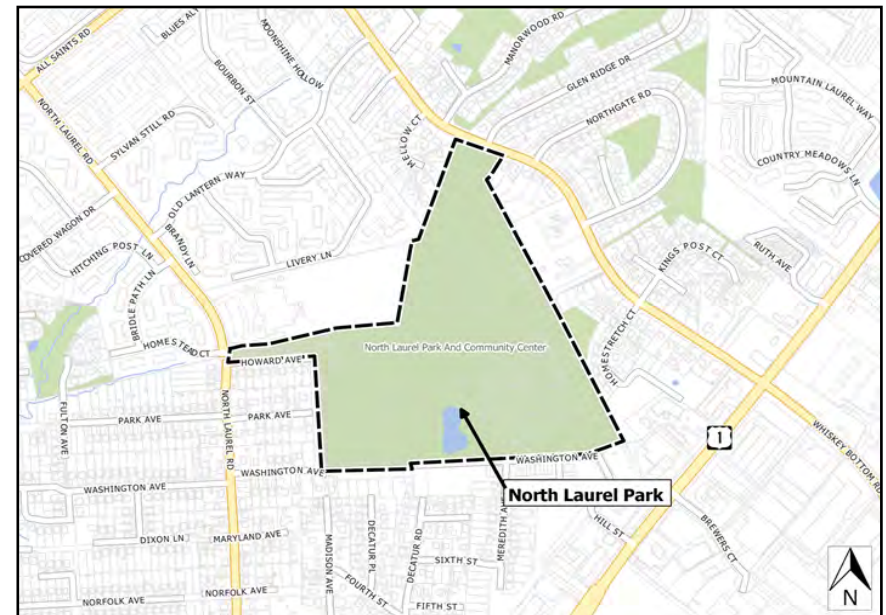 ALL SAINTS RD
BLUES AL
MOONSHINE HOLLOW
MANORWOOD RD
GLEN RIDGE DR
BOURBON ST
NORTHGATE RD
MOUNTAIN LAUREL WAY
NORTH LAUREL RD
SYLVAN STILL RD
MELLOW CT
COUNTRY MEADOWS LN
OLD LANTERN WAY
COVERED WAGON DR
BRANDY LN
KINGS POST CT
RUTH AVE
HITCHING POST LN
LIVERY LN
BRIDLE PATH LN
HOMESTEAD CT
North Laurel Park And Community Center
HOWARD AVE
HOMESTRETCH CT
FULTON AVE
PARK AVE
PARK AVE
NORTH LAUREL RD
1
WHISKEY BOTTOM RD
WASHINGTON AVE
WASHINGTON AVE
WASHINGTON AVE
North Laurel Park
MEREDITH AVE
HILL ST
BREWERS CT
DIXON LN
MARYLAND AVE
MADISON AVE
DECATUR PL
DECATUR RD
SIXTH ST
NORFOLK AVE
NORFOLK AVE
FOURTH ST
FIFTH ST
N